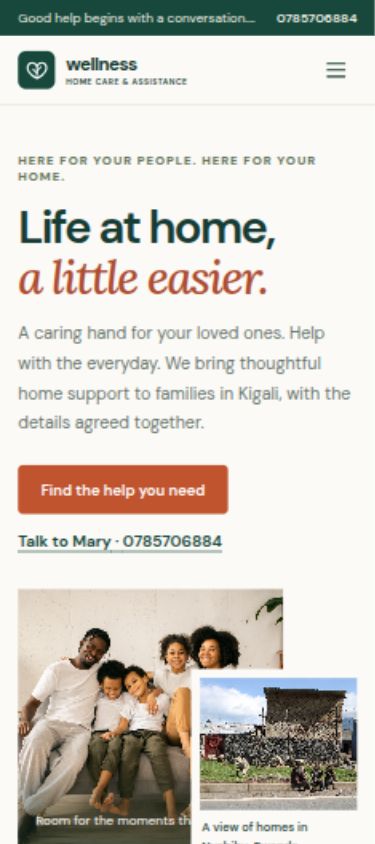 Good help begins with a conversation... 0785706884
wellness
HOME CARE & ASSISTANCE
HERE FOR YOUR PEOPLE. HERE FOR YOUR
HOME.
Life at home,
a little easier.
A caring hand for your loved ones. Help
with the everyday. We bring thoughtful
home support to families in Kigali, with the
details agreed together.
Find the help you need
Talk to Mary · 0785706884
Room for the moments th
A view of homes in